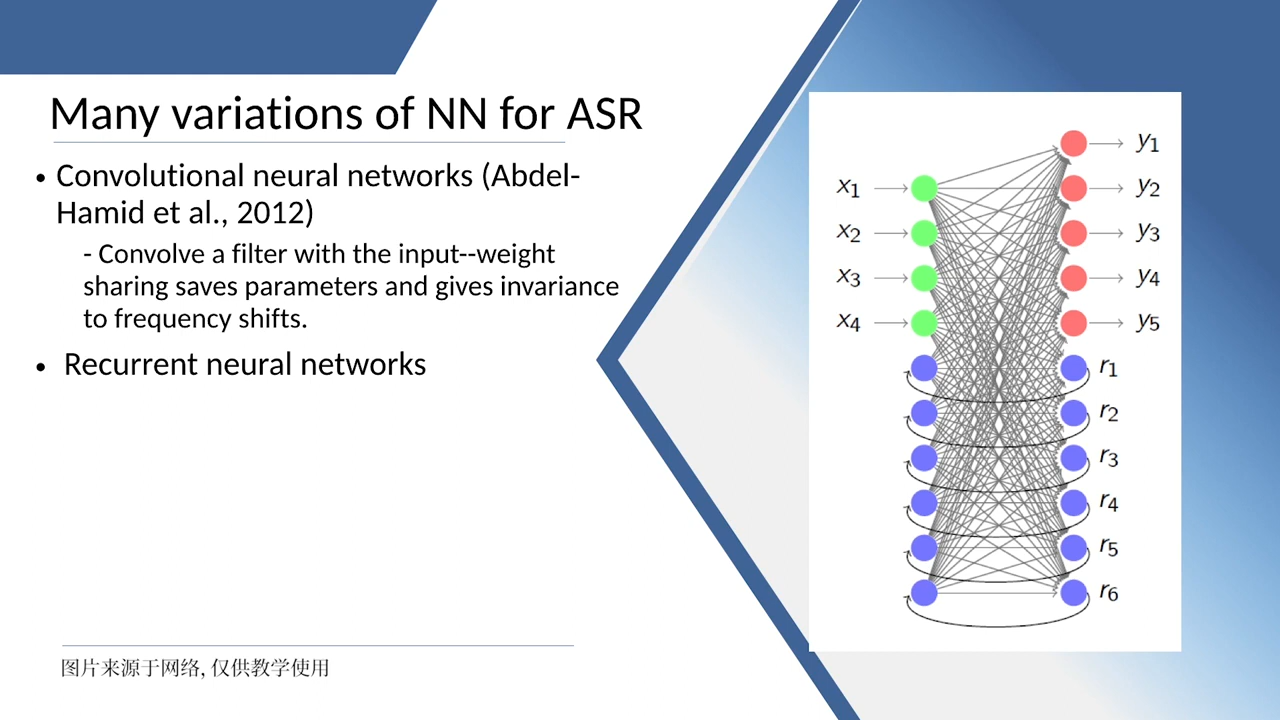 Many variations of NN for ASR
• Convolutional neural networks (Abdel-
Hamid et al., 2012)
- Convolve a filter with the input--weight
sharing saves parameters and gives invariance
to frequency shifts.
• Recurrent neural networks
图片来源于网络, 仅供教学使用
y1
x1 y2
x2 y3
x3 y4
x4 y5
r1
r2
r3
r4
r5
r6